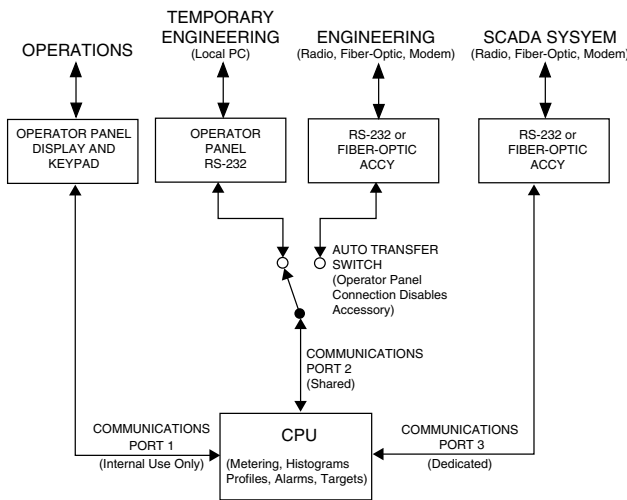 OPERATIONS
TEMPORARY
ENGINEERING
(Local PC)
ENGINEERING
(Radio, Fiber-Optic, Modem)
SCADA SYSYEM
(Radio, Fiber-Optic, Modem)
OPERATOR PANEL
DISPLAY AND
KEYPAD
OPERATOR
PANEL
RS-232
RS-232 or
FIBER-OPTIC
ACCY
RS-232 or
FIBER-OPTIC
ACCY
AUTO TRANSFER
SWITCH
(Operator Panel
Connection Disables
Accessory)
COMMUNICATIONS
PORT 2
(Shared)
COMMUNICATIONS
PORT 1
(Internal Use Only)
CPU
(Metering, Histograms
Profiles, Alarms, Targets)
COMMUNICATIONS
PORT 3
(Dedicated)